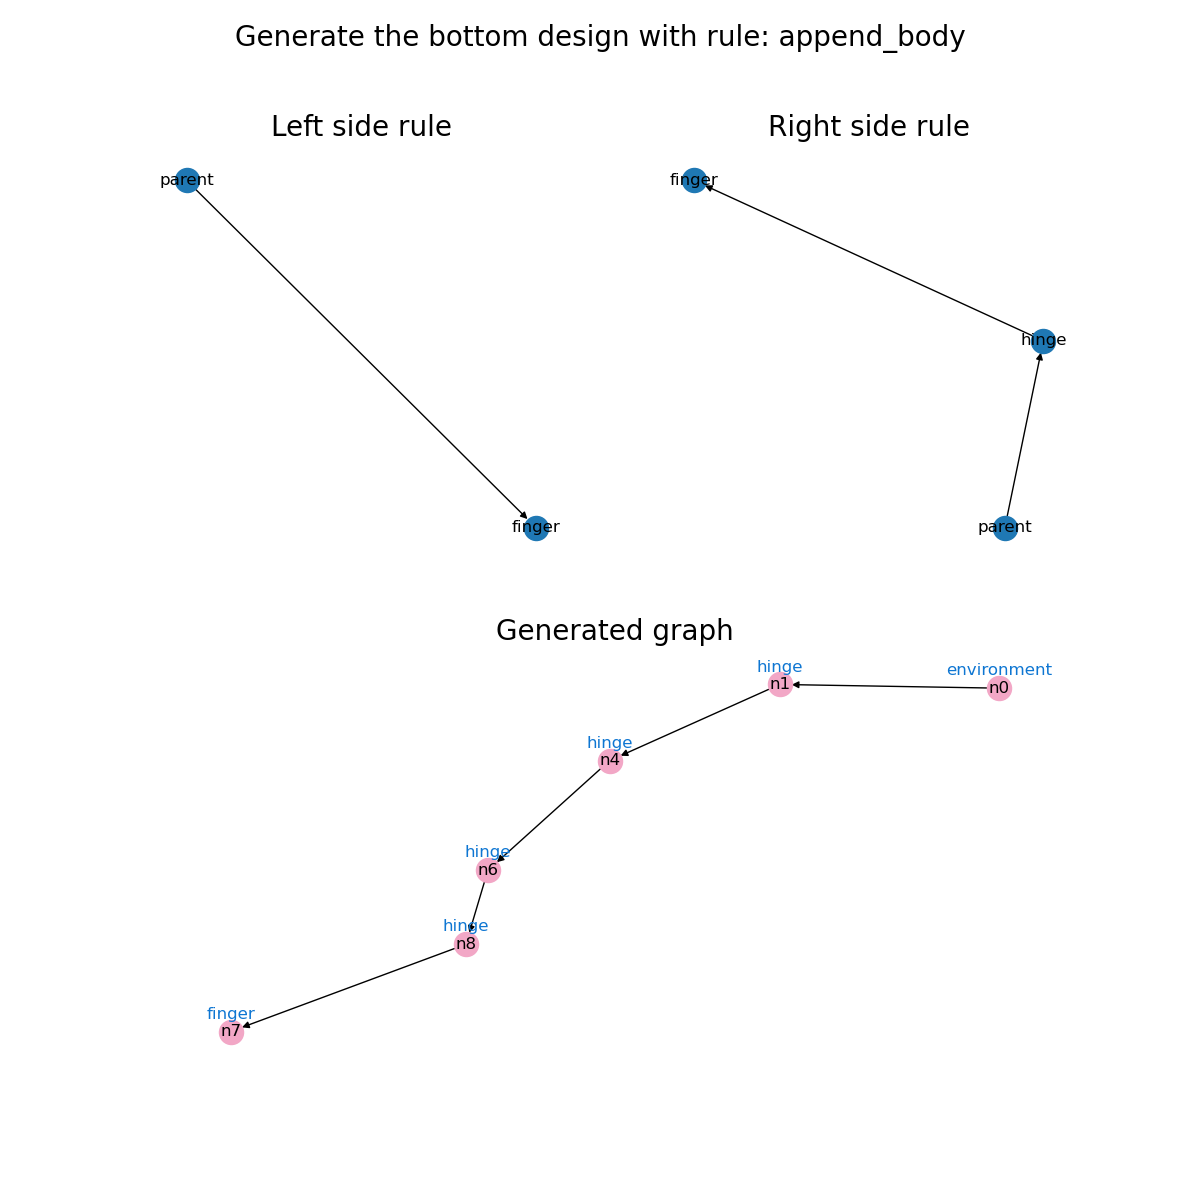 Generate the bottom design with rule: append_body
Left side rule
Right side rule
parent
finger
hinge
finger
parent
Generated graph
hinge
n1
environment
n0
hinge
n4
hinge
n6
hinge
n8
finger
n7